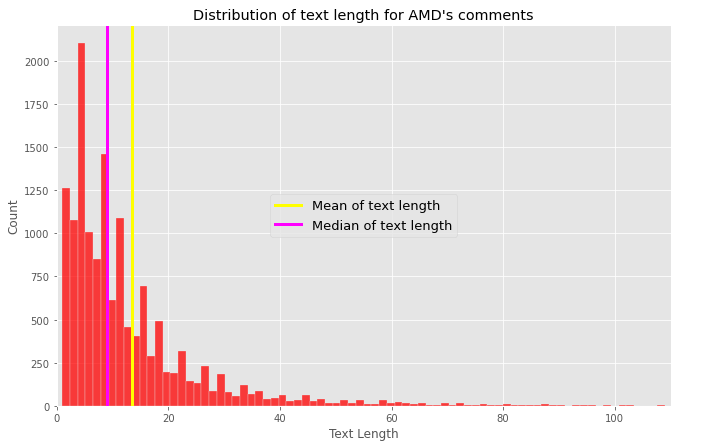 Distribution of text length for AMD's comments
2000
1750
1500
1250
1000
750
500
250
0
Count
Mean of text length
Median of text length
0 20 40 60 80 100
Text Length